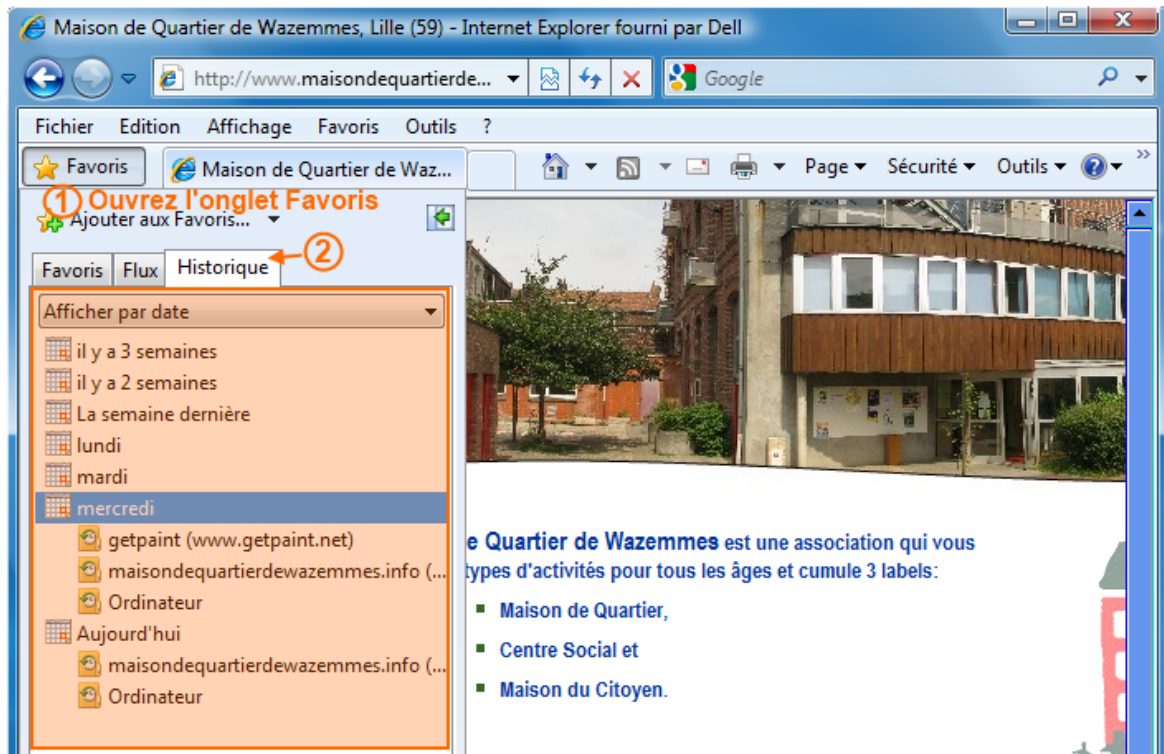 Maison de Quartier de Wazemmes, Lille (59) - Internet Explorer fourni par Dell
http://www.maisondequartierde...
Google
Fichier Edition Affichage Favoris Outils ?
Favoris
Maison de Quartier de Waz...
Page Sécurité Outils
1 Ouvrez l'onglet Favoris
Ajouter aux Favoris...
2
Favoris Flux Historique
Afficher par date
il y a 3 semaines
il y a 2 semaines
La semaine dernière
lundi
mardi
mercredi
getpaint (www.getpaint.net)
maisondequartierdewazemmes.info (...
Ordinateur
Aujourd'hui
maisondequartierdewazemmes.info (...
Ordinateur
e Quartier de Wazemmes est une association qui vous
types d'activités pour tous les âges et cumule 3 labels:
Maison de Quartier,
Centre Social et
Maison du Citoyen.